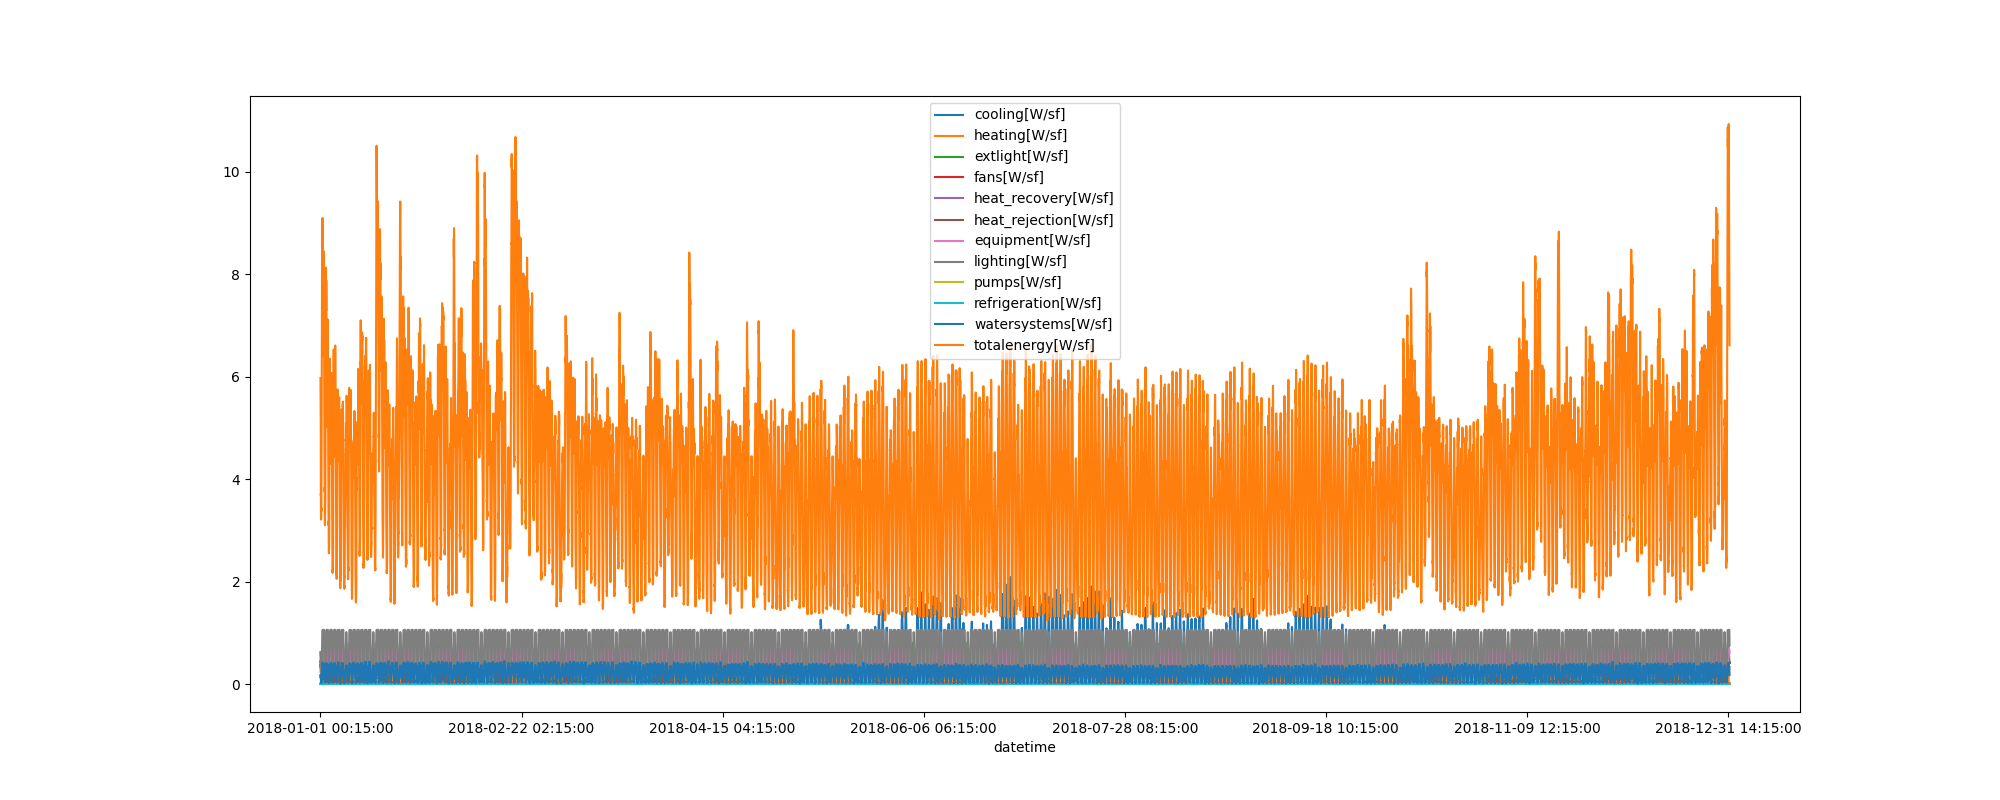 cooling[W/sf]
heating[W/sf]
extlight[W/sf]
fans[W/sf]
heat_recovery[W/sf]
heat_rejection[W/sf]
equipment[W/sf]
lighting[W/sf]
pumps[W/sf]
refrigeration[W/sf]
watersystems[W/sf]
totalenergy[W/sf]
10
8
6
4
2
0
2018-01-01 00:15:00 2018-02-22 02:15:00 2018-04-15 04:15:00 2018-06-06 06:15:00 2018-07-28 08:15:00 2018-09-18 10:15:00 2018-11-09 12:15:00 2018-12-31 14:15:00
datetime